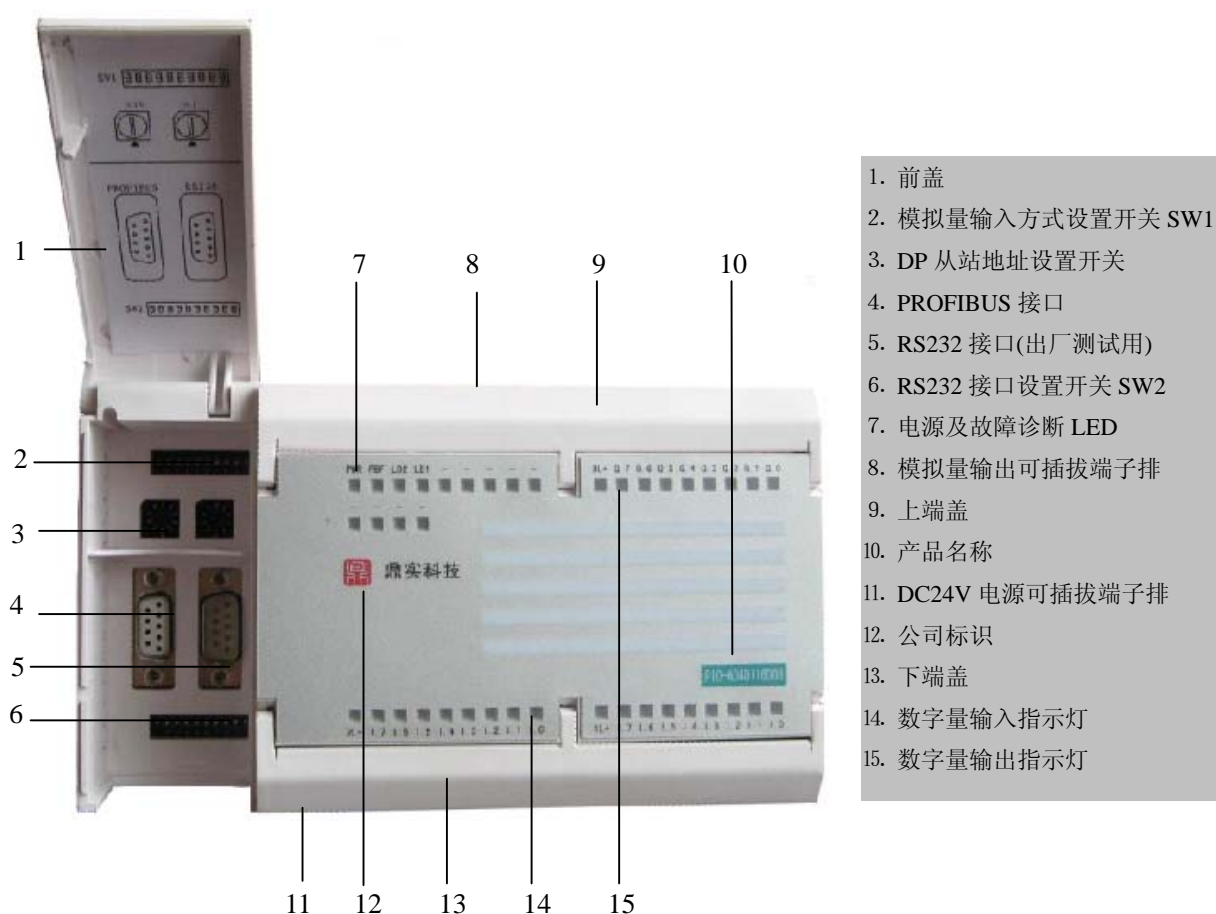 PROFIBUS
1
2
3
4
5
6
7
8
9
10
鼎实科技
11
12
13
14
15
1. 前盖
2. 模拟量输入方式设置开关 SW1
3. DP 从站地址设置开关
4. PROFIBUS 接口
5. RS232 接口(出厂测试用)
6. RS232 接口设置开关 SW2
7. 电源及故障诊断 LED
8. 模拟量输出可插拔端子排
9. 上端盖
10. 产品名称
11. DC24V 电源可插拔端子排
12. 公司标识
13. 下端盖
14. 数字量输入指示灯
15. 数字量输出指示灯